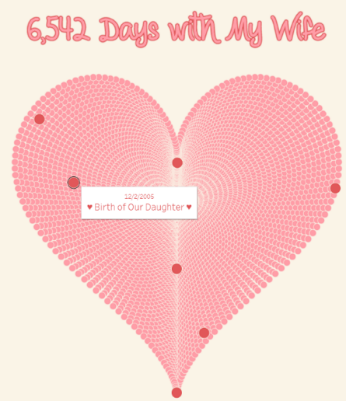 6,542 Days with My Wife
12/2/2006
♥ Birth of Our Daughter ♥